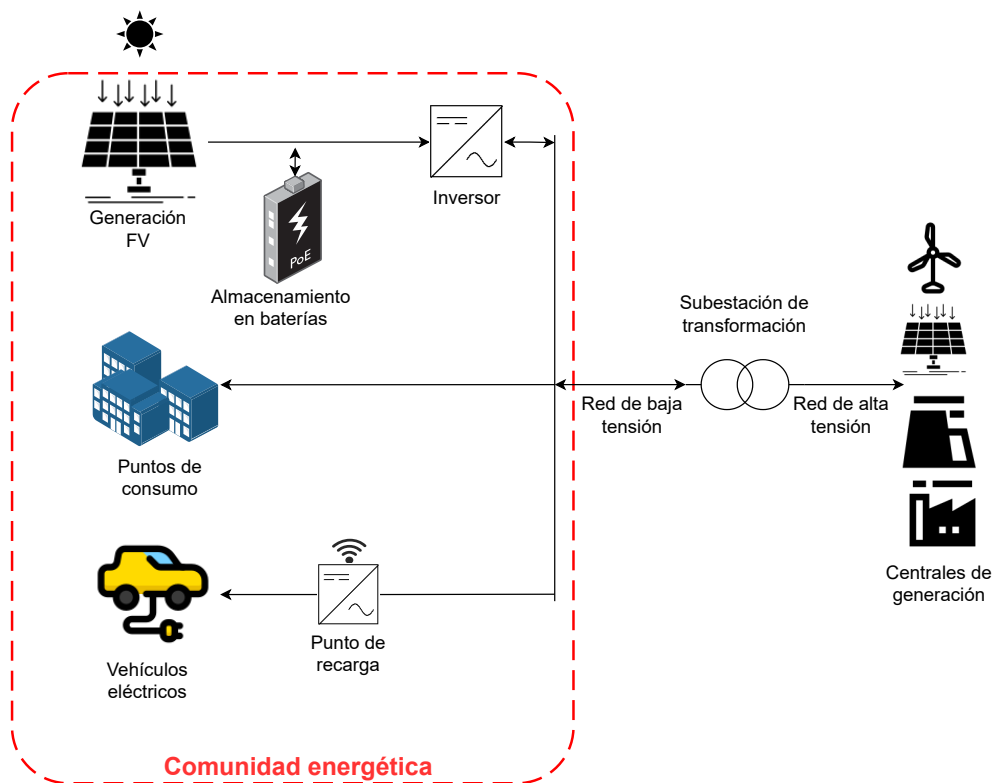 Generación
FV
Inversor
PoE
Almacenamiento
en baterías
Subestación de
transformación
Red de baja
tensión
Red de alta
tensión
Puntos de
consumo
Centrales de
generación
Punto de
recarga
Vehículos
eléctricos
Comunidad energética